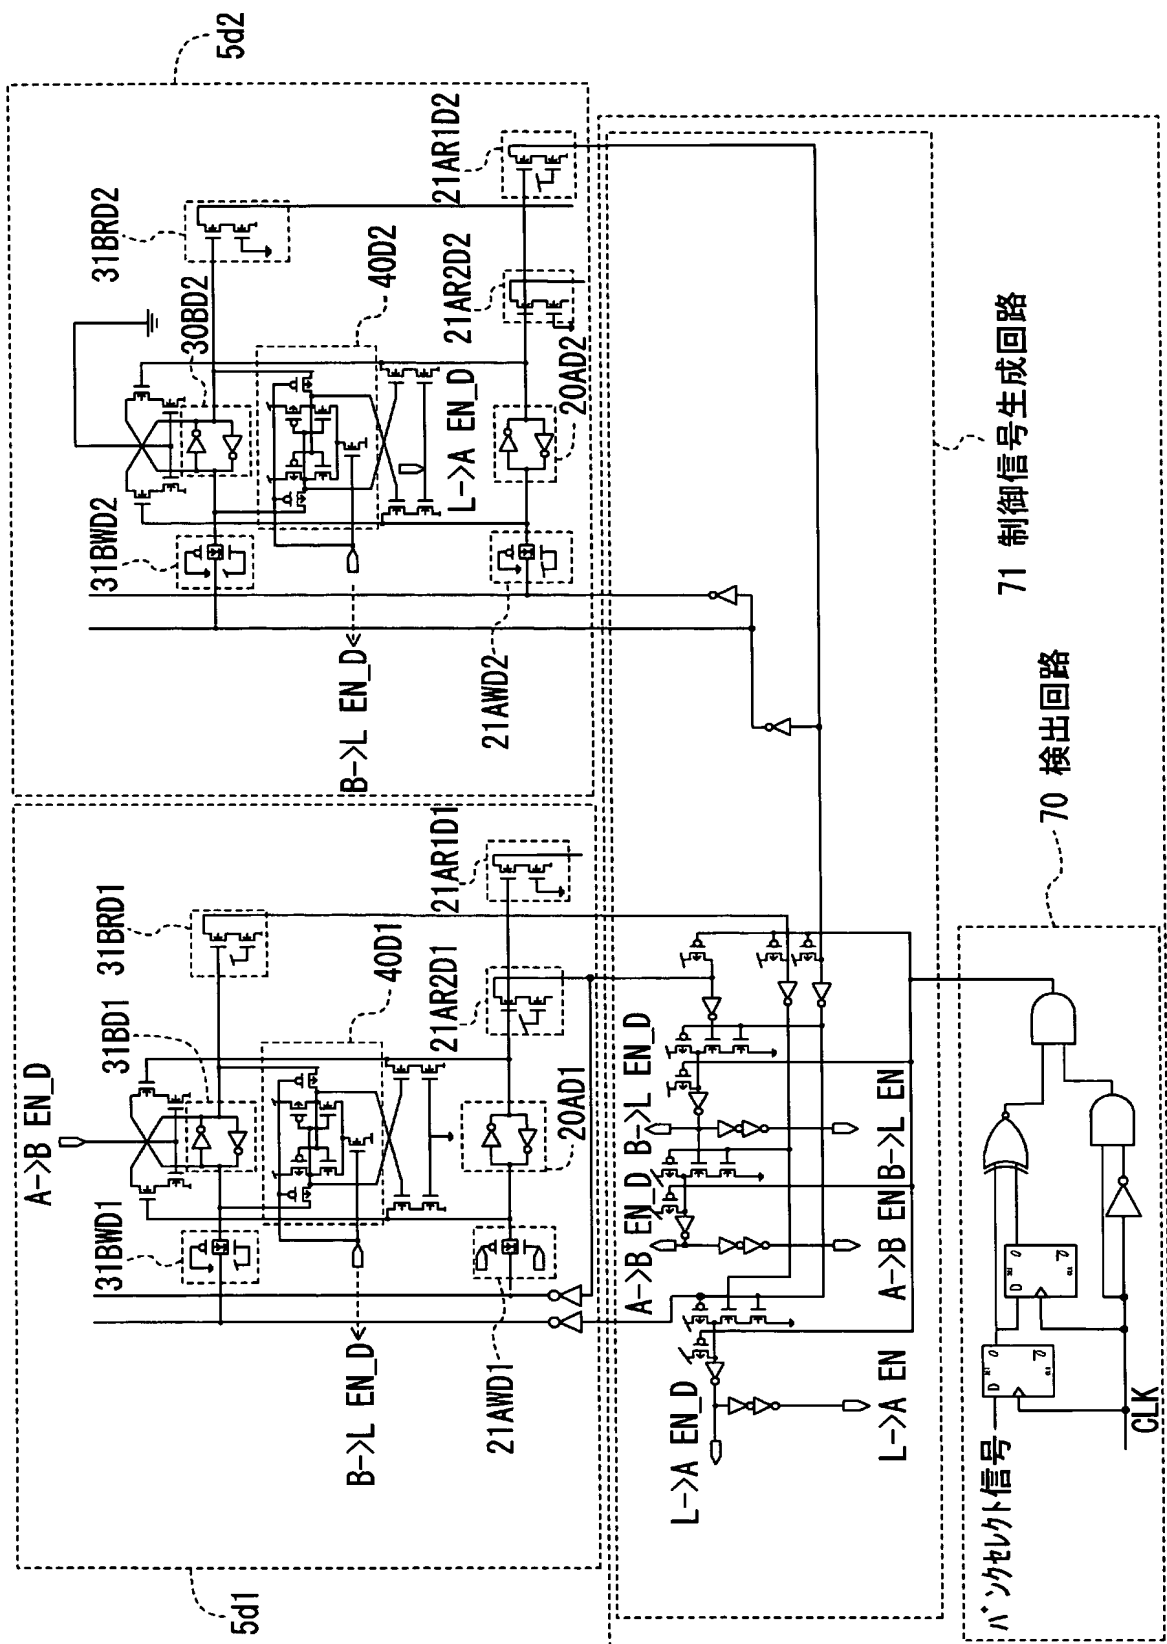 5d2
31BRD2
30BD2
31BWD2
40D2
21AR1D2
21AR2D2
20AD2
L->A EN_D
B->L EN_D
21AWD2
A->B EN_D
31BRD1
31BD1
31BWD1
40D1
21AR1D1
21AR2D1
20AD1
B->L EN_D
21AWD1
5d1
71 制御信号生成回路
B->L EN_D
A->B EN_D
L->A EN_D
B->L EN
A->B EN
L->A EN
70 検出回路
バンクセレクト信号
CLK
D
Q
D
Q